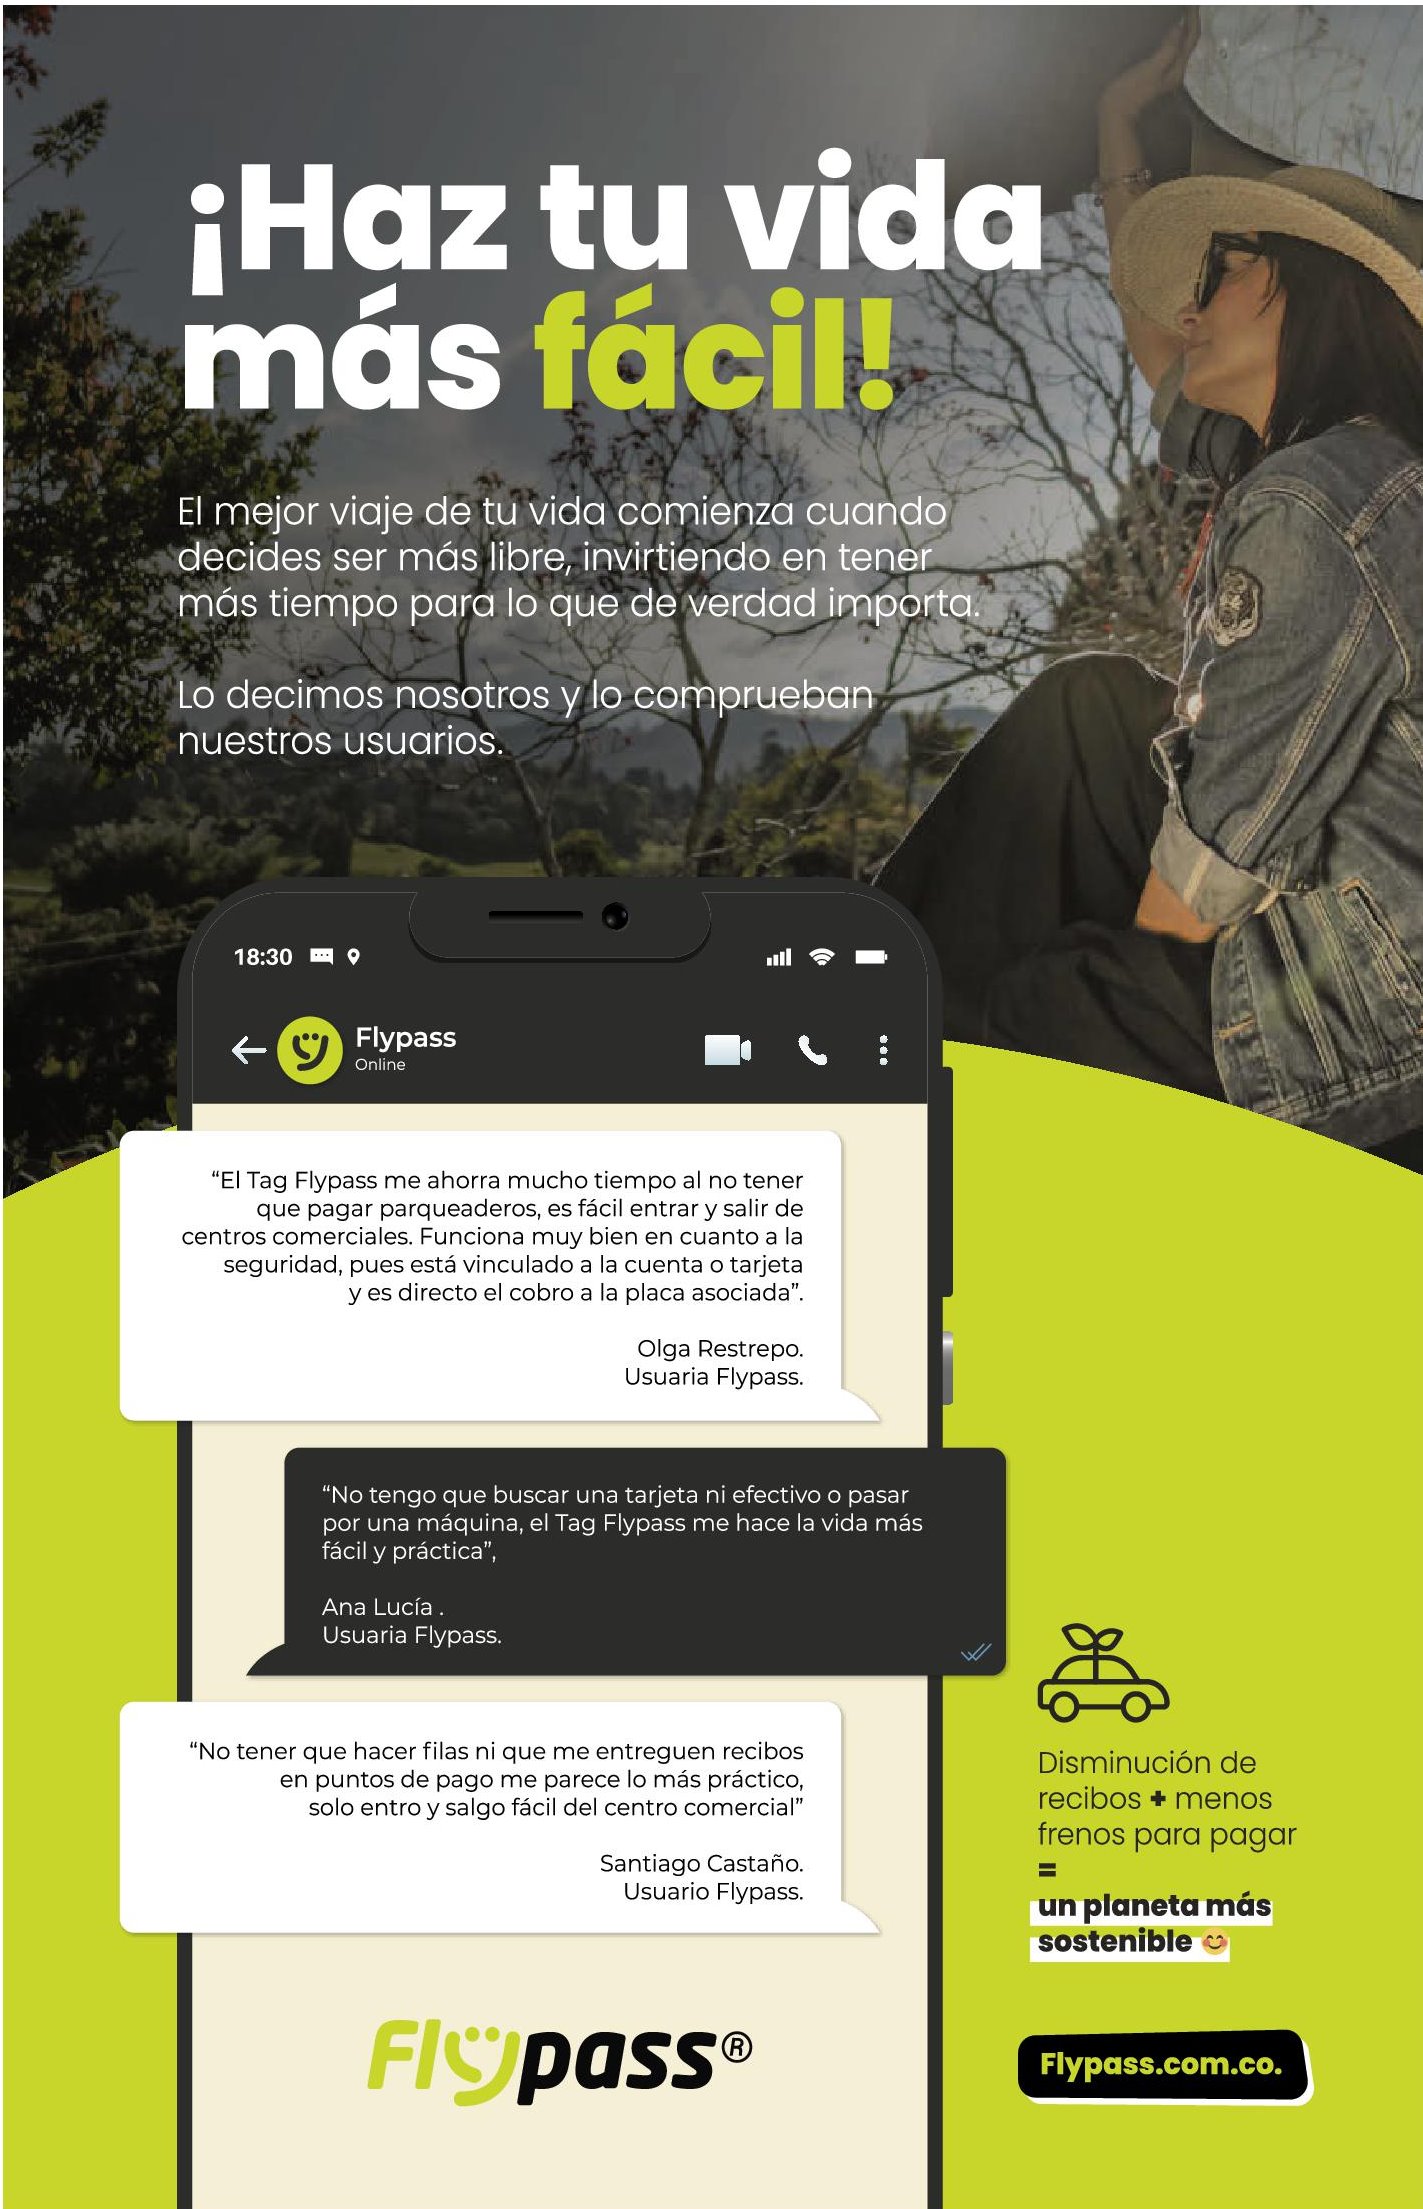 ¡Haz tu vida
más fácil!
El mejor viaje de tu vida comienza cuando
decides ser más libre, invirtiendo en tener
más tiempo para lo que de verdad importa.
Lo decimos nosotros y lo comprueban
nuestros usuarios.
18:30
Flypass
Online
“El Tag Flypass me ahorra mucho tiempo al no tener
que pagar parqueaderos, es fácil entrar y salir de
centros comerciales. Funciona muy bien en cuanto a la
seguridad, pues está vinculado a la cuenta o tarjeta
y es directo el cobro a la placa asociada”.
Olga Restrepo.
Usuaria Flypass.
“No tengo que buscar una tarjeta ni efectivo o pasar
por una máquina, el Tag Flypass me hace la vida más
fácil y práctica”,
Ana Lucía .
Usuaria Flypass.
“No tener que hacer filas ni que me entreguen recibos
en puntos de pago me parece lo más práctico,
solo entro y salgo fácil del centro comercial”
Santiago Castaño.
Usuario Flypass.
Disminución de
recibos + menos
frenos para pagar
=
un planeta más
sostenible 😊
Flypass®
Flypass.com.co.